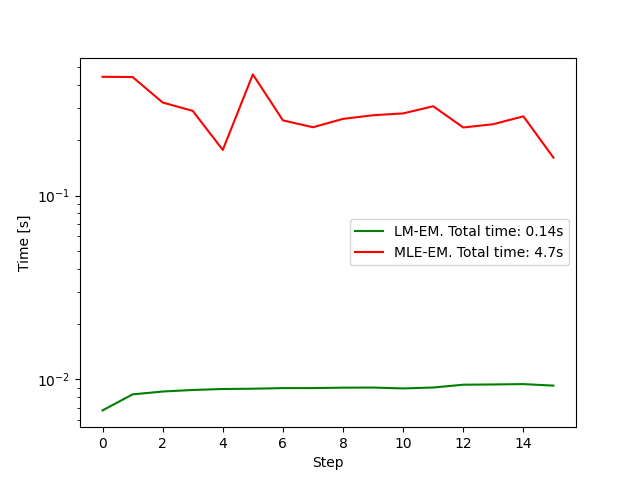 Time [s]
10⁻¹
10⁻²
LM-EM. Total time: 0.14s
MLE-EM. Total time: 4.7s
0 2 4 6 8 10 12 14
Step